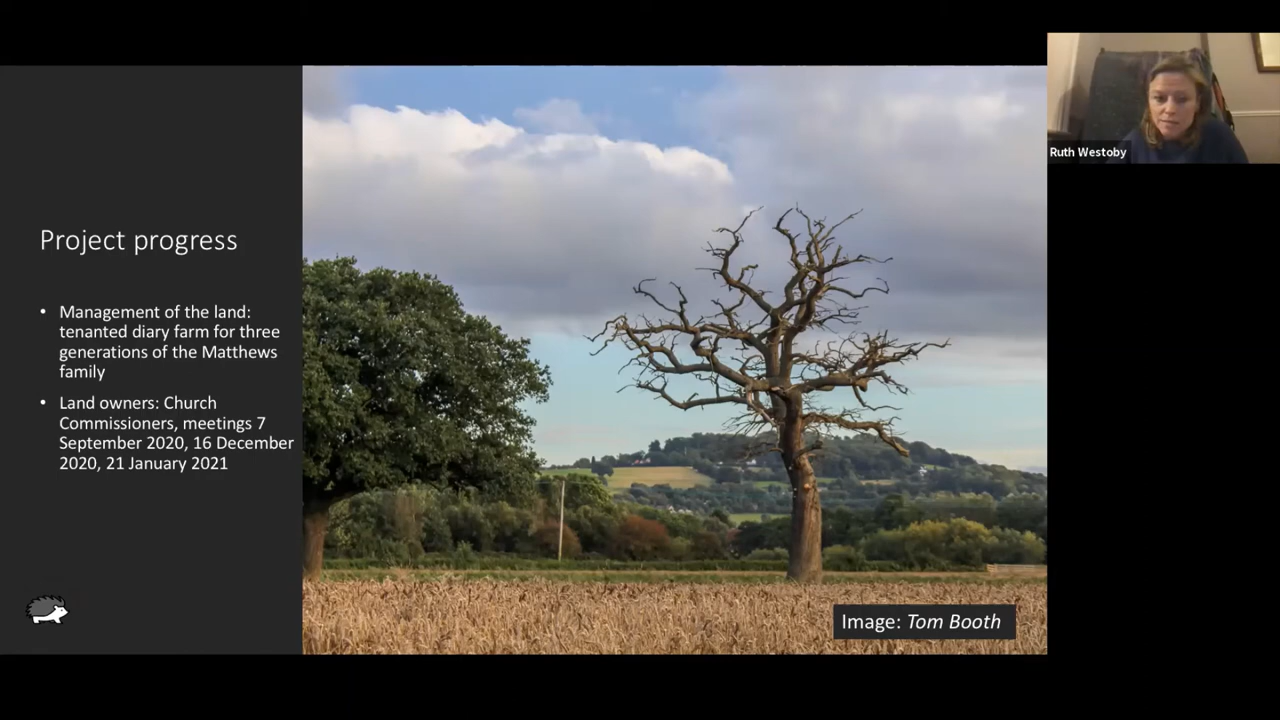 Project progress
• Management of the land:
tenanted diary farm for three
generations of the Matthews
family
• Land owners: Church
Commissioners, meetings 7
September 2020, 16 December
2020, 21 January 2021
Image: Tom Booth
Ruth Westoby